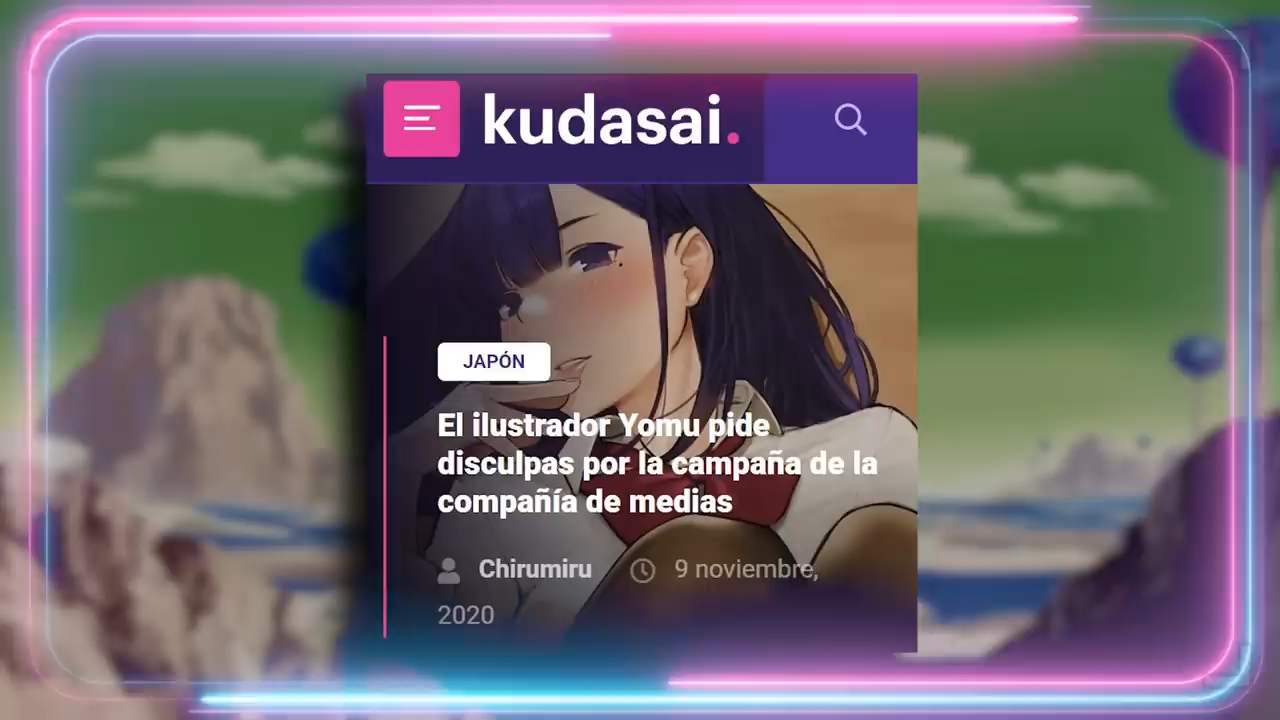 kudasai.
JAPÓN
El ilustrador Yomu pide
disculpas por la campaña de la
compañía de medias
Chirumiru 9 noviembre,
2020